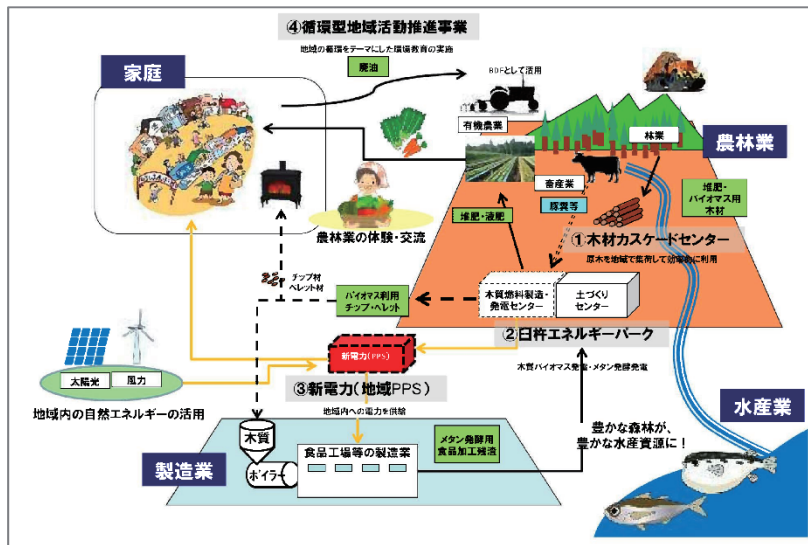 ④循環型地域活動推進事業
地域の循環をテーマにした環境教育の実施
廃油
BDFとして活用
家庭
有機農業
林業
農林業
畜産業
豚糞等
堆肥・液肥
堆肥・
バイオマス用
木材
農林業の体験・交流
①木材カスケードセンター
原木を地域で集荷して効率的に利用
チップ材
ペレット材
バイオマス利用
チップ・ペレット
木質燃料製造・
発電センター
土づくり
センター
②臼杵エネルギーパーク
木質バイオマス発電・メタン発酵発電
新電力(PPS)
太陽光
風力
地域内の自然エネルギーの活用
③新電力(地域PPS)
地域内への電力を供給
水産業
豊かな森林が、
豊かな水産資源に!
木質
ボイラー
製造業
食品工場等の製造業
メタン発酵用
食品加工残渣